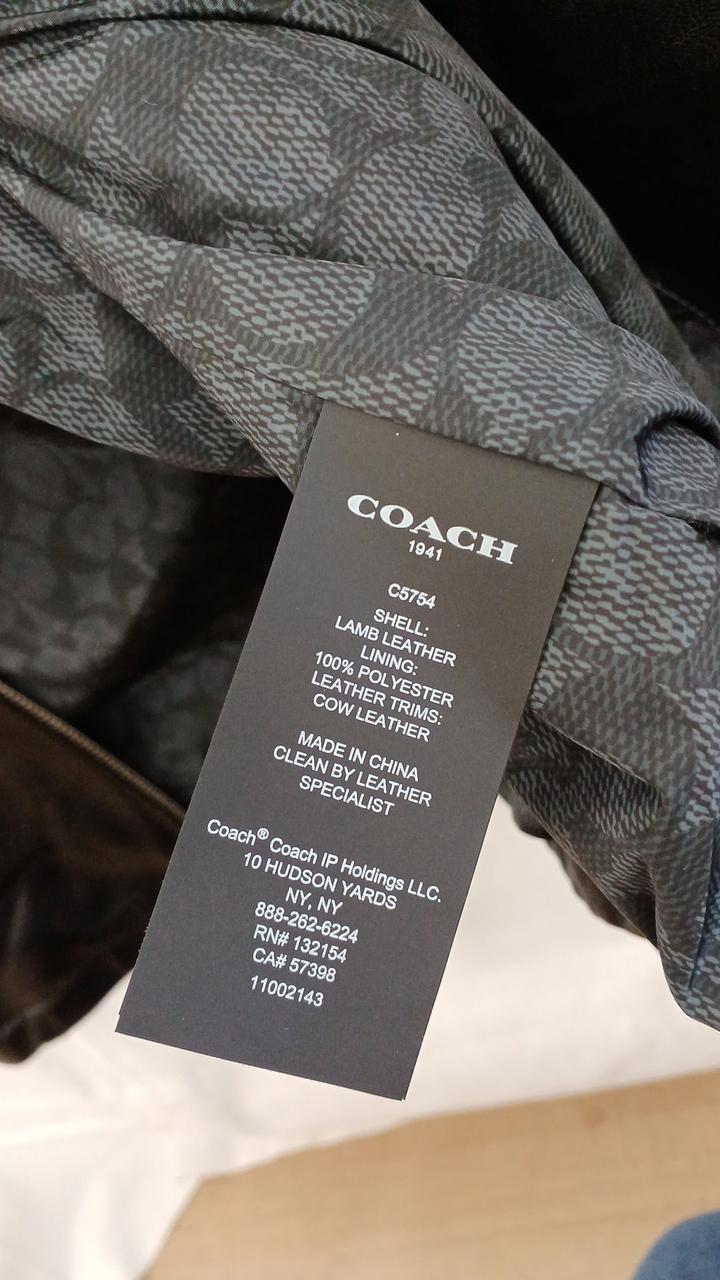 COACH
1941
C5754
SHELL:
LAMB LEATHER
LINING:
100% POLYESTER
LEATHER TRIMS:
COW LEATHER
MADE IN CHINA
CLEAN BY LEATHER
SPECIALIST
Coach® Coach IP Holdings LLC.
10 HUDSON YARDS
NY, NY
888-262-6224
RN# 132154
CA# 57398
11002143